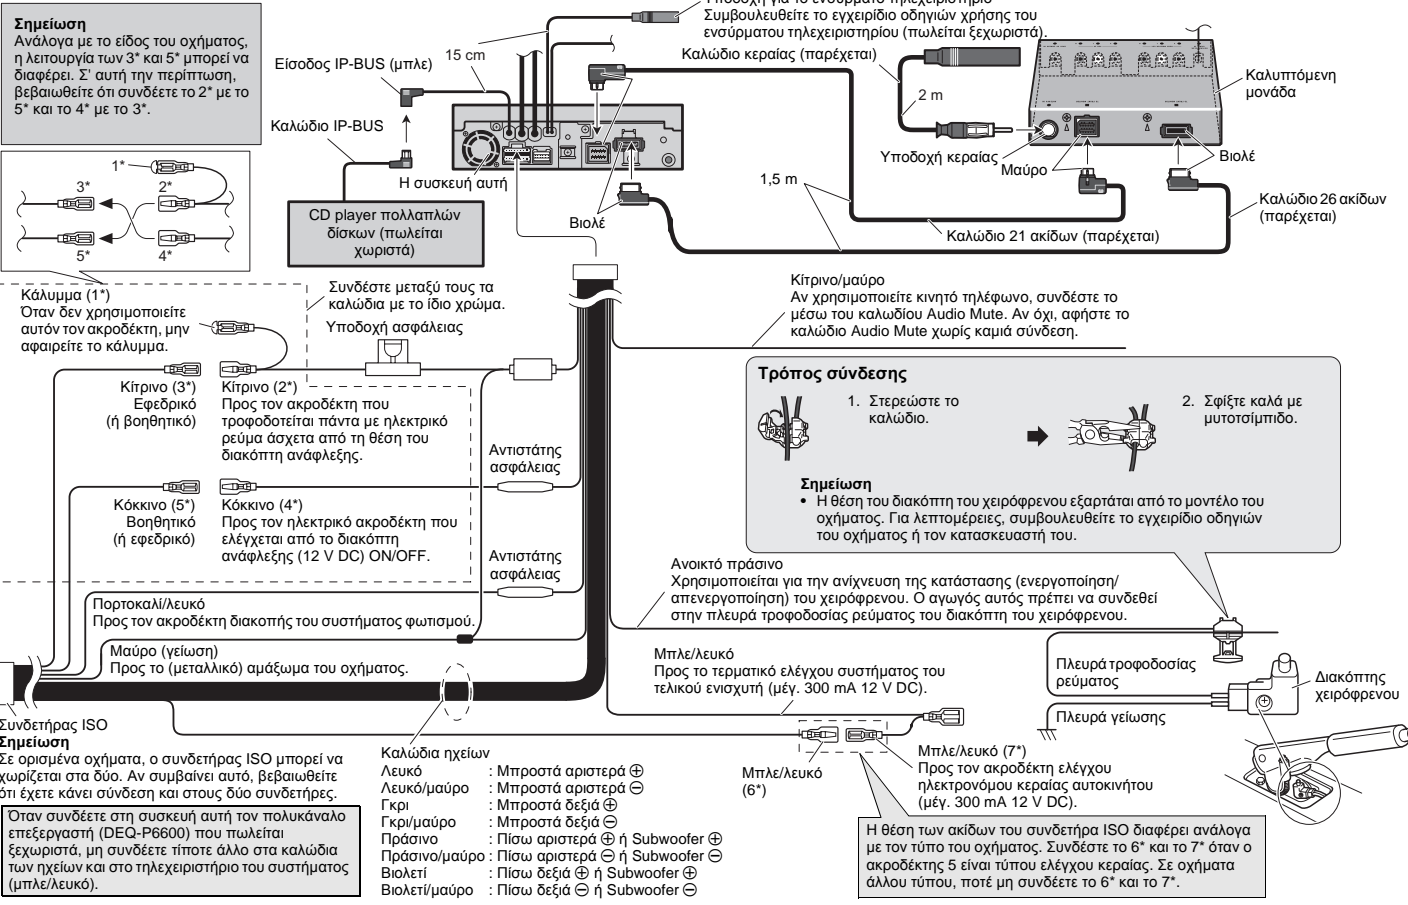 Σημείωση
Ανάλογα με το είδος του οχήματος,
η λειτουργία των 3* και 5* μπορεί να
διαφέρει. Σ' αυτή την περίπτωση,
βεβαιωθείτε ότι συνδέετε το 2* με το
5* και το 4* με το 3*.
1*
3*
2*
5*
4*
Κάλυμμα (1*)
Όταν δεν χρησιμοποιείτε
αυτόν τον ακροδέκτη, μην
αφαιρείτε το κάλυμμα.
15 cm
Είσοδος IP-BUS (μπλε)
Καλώδιο IP-BUS
Η συσκευή αυτή
CD player πολλαπλών
δίσκων (πωλείται
χωριστά)
Υποδοχή για το ενσύρματο τηλεχειριστήριο
Συμβουλευθείτε το εγχειρίδιο οδηγιών χρήσης του
ενσύρματου τηλεχειριστηρίου (πωλείται ξεχωριστά).
Καλώδιο κεραίας (παρέχεται)
2 m
Υποδοχή κεραίας
Καλυπτόμενη
μονάδα
Μαύρο
Βιολέ
Βιολέ
1,5 m
Καλώδιο 26 ακίδων
(παρέχεται)
Καλώδιο 21 ακίδων (παρέχεται)
Συνδέστε μεταξύ τους τα
καλώδια με το ίδιο χρώμα.
Υποδοχή ασφάλειας
Κίτρινο/μαύρο
Αν χρησιμοποιείτε κινητό τηλέφωνο, συνδέστε το
μέσω του καλωδίου Audio Mute. Αν όχι, αφήστε το
καλώδιο Audio Mute χωρίς καμιά σύνδεση.
Κίτρινο (3*)
Εφεδρικό
(ή βοηθητικό)
Κίτρινο (2*)
Προς τον ακροδέκτη που
τροφοδοτείται πάντα με ηλεκτρικό
ρεύμα άσχετα από τη θέση του
διακόπτη ανάφλεξης.
Αντιστάτης
ασφάλειας
Κόκκινο (5*)
Βοηθητικό
(ή εφεδρικό)
Κόκκινο (4*)
Προς τον ηλεκτρικό ακροδέκτη που
ελέγχεται από το διακόπτη
ανάφλεξης (12 V DC) ON/OFF.
Αντιστάτης
ασφάλειας
Τρόπος σύνδεσης
1. Στερεώστε το
καλώδιο.
2. Σφίξτε καλά με
μυτοτσίμπιδο.
Σημείωση
• Η θέση του διακόπτη του χειρόφρενου εξαρτάται από το μοντέλο του
οχήματος. Για λεπτομέρειες, συμβουλευθείτε το εγχειρίδιο οδηγιών
του οχήματος ή τον κατασκευαστή του.
Ανοικτό πράσινο
Χρησιμοποιείται για την ανίχνευση της κατάστασης (ενεργοποίηση/
απενεργοποίηση) του χειρόφρενου. Ο αγωγός αυτός πρέπει να συνδεθεί
στην πλευρά τροφοδοσίας ρεύματος του διακόπτη του χειρόφρενου.
Πορτοκαλί/λευκό
Προς τον ακροδέκτη διακοπής του συστήματος φωτισμού.
Μαύρο (γείωση)
Προς το (μεταλλικό) αμάξωμα του οχήματος.
Μπλε/λευκό
Προς το τερματικό ελέγχου συστήματος του
τελικού ενισχυτή (μέγ. 300 mA 12 V DC).
Πλευρά τροφοδοσίας
ρεύματος
Πλευρά γείωσης
Διακόπτης
χειρόφρενου
Συνδετήρας ISO
Σημείωση
Σε ορισμένα οχήματα, ο συνδετήρας ISO μπορεί να
χωρίζεται στα δύο. Αν συμβαίνει αυτό, βεβαιωθείτε
ότι έχετε κάνει σύνδεση και στους δύο συνδετήρες.
Όταν συνδέετε στη συσκευή αυτή τον πολυκάναλο
επεξεργαστή (DEQ-P6600) που πωλείται
ξεχωριστά, μη συνδέετε τίποτε άλλο στα καλώδια
των ηχείων και στο τηλεχειριστήριο του συστήματος
(μπλε/λευκό).
Καλώδια ηχείων
Λευκό : Μπροστά αριστερά ⊕
Λευκό/μαύρο : Μπροστά αριστερά ⊖
Γκρι : Μπροστά δεξιά ⊕
Γκρι/μαύρο : Μπροστά δεξιά ⊖
Πράσινο : Πίσω αριστερά ⊕ ή Subwoofer ⊕
Πράσινο/μαύρο : Πίσω αριστερά ⊖ ή Subwoofer ⊖
Βιολετί : Πίσω δεξιά ⊕ ή Subwoofer ⊕
Βιολετί/μαύρο : Πίσω δεξιά ⊖ ή Subwoofer ⊖
Μπλε/λευκό
(6*)
Μπλε/λευκό (7*)
Προς τον ακροδέκτη ελέγχου
ηλεκτρονόμου κεραίας αυτοκινήτου
(μέγ. 300 mA 12 V DC).
Η θέση των ακίδων του συνδετήρα ISO διαφέρει ανάλογα
με τον τύπο του οχήματος. Συνδέστε το 6* και το 7* όταν ο
ακροδέκτης 5 είναι τύπου ελέγχου κεραίας. Σε οχήματα
άλλου τύπου, ποτέ μη συνδέετε το 6* και το 7*.